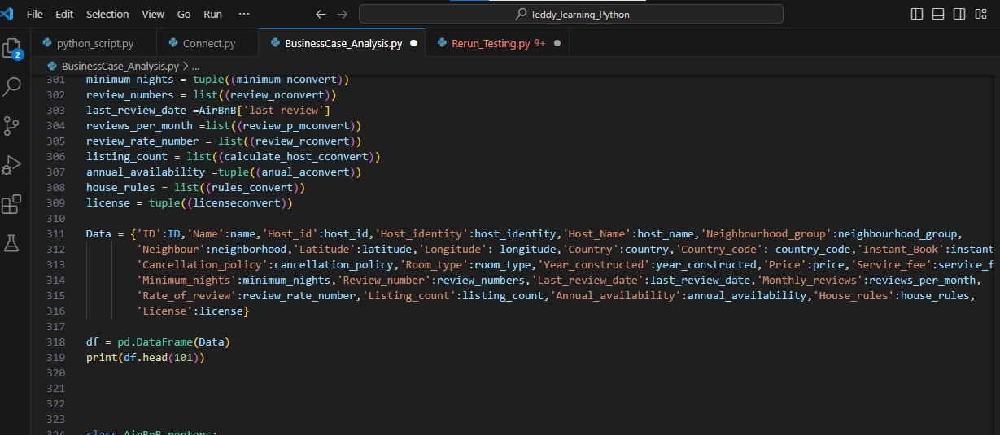 File Edit Selection View Go Run ··· Teddy_learning_Python
python_script.py Connect.py BusinessCase_Analysis.py Rerun_Testing.py 9+
2
BusinessCase_Analysis.py > ...
301 minimum_nights = tuple((minimum_nconvert))
302 review_numbers = list((review_nconvert))
303 last_review_date =AirBnB['last review']
304 reviews_per_month =list((review_p_mconvert))
305 review_rate_number = list((review_rconvert))
306 listing_count = list((calculate_host_cconvert))
307 annual_availability =tuple((anual_aconvert))
308 house_rules = list((rules_convert))
309 license = tuple((licenseconvert))
310
311 Data = {'ID':ID,'Name':name,'Host_id':host_id,'Host_identity':host_identity,'Host_Name':host_name,'Neighbourhood_group':neighbourhood_group,
312 'Neighbour':neighborhood,'Latitude':latitude,'Longitude': longitude,'Country':country,'Country_code': country_code,'Instant_Book':instant
313 'Cancellation_policy':cancellation_policy,'Room_type':room_type,'Year_constructed':year_constructed,'Price':price,'Service_fee':service_f
314 'Minimum_nights':minimum_nights,'Review_number':review_numbers,'Last_review_date':last_review_date,'Monthly_reviews':reviews_per_month,
315 'Rate_of_review':review_rate_number,'Listing_count':listing_count,'Annual_availability':annual_availability,'House_rules':house_rules,
316 'License':license}
317
318 df = pd.DataFrame(Data)
319 print(df.head(101))
320
321
322
323
324 class AirBnB